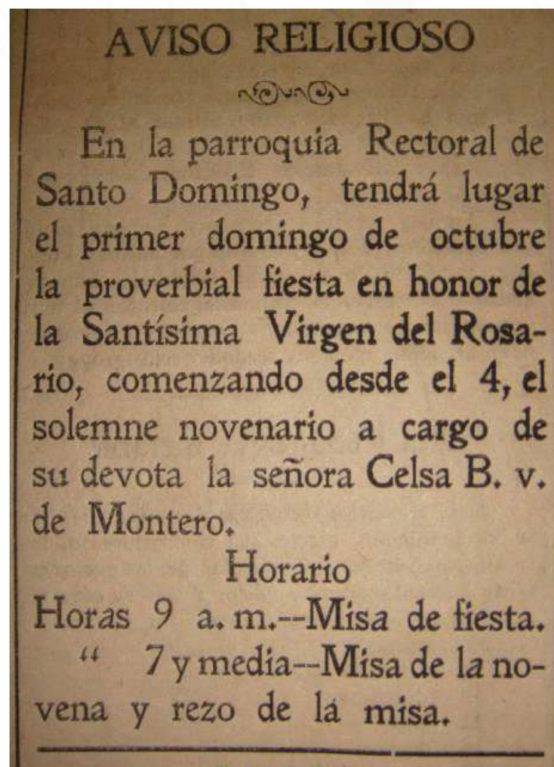 AVISO RELIGIOSO
En la parroquia Rectoral de
Santo Domingo, tendrá lugar
el primer domingo de octubre
la proverbial fiesta en honor de
la Santísima Virgen del Rosa-
rio, comenzando desde el 4, el
solemne novenario a cargo de
su devota la señora Celsa B. v.
de Montero.
Horario
Horas 9 a. m.--Misa de fiesta.
“ 7 y media--Misa de la no-
vena y rezo de la misa.